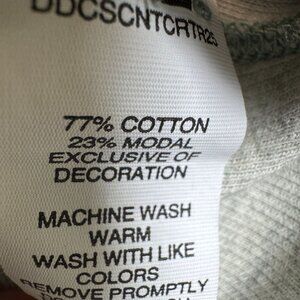 DDCSCNTCRTR25
77% COTTON
23% MODAL
EXCLUSIVE OF
DECORATION
MACHINE WASH
WARM
WASH WITH LIKE
COLORS
REMOVE PROMPTLY